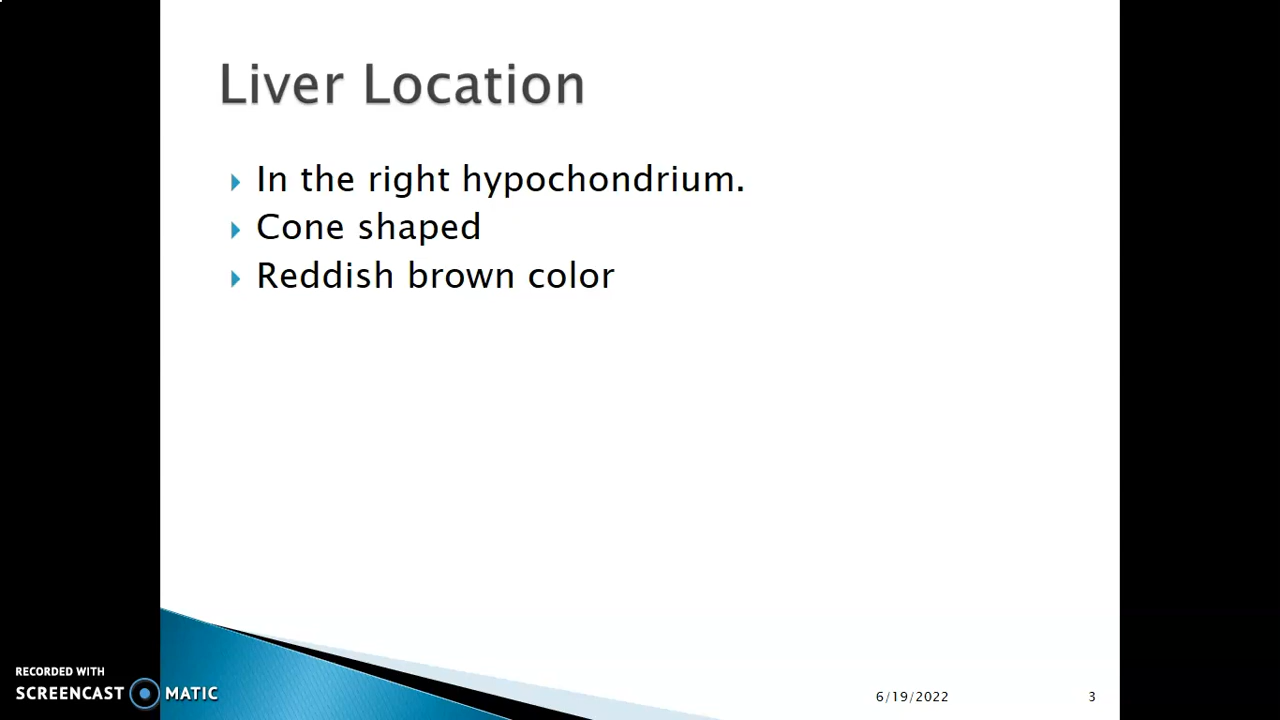 Liver Location
In the right hypochondrium.
Cone shaped
Reddish brown color
RECORDED WITH
SCREENCAST MATIC
6/19/2022 3